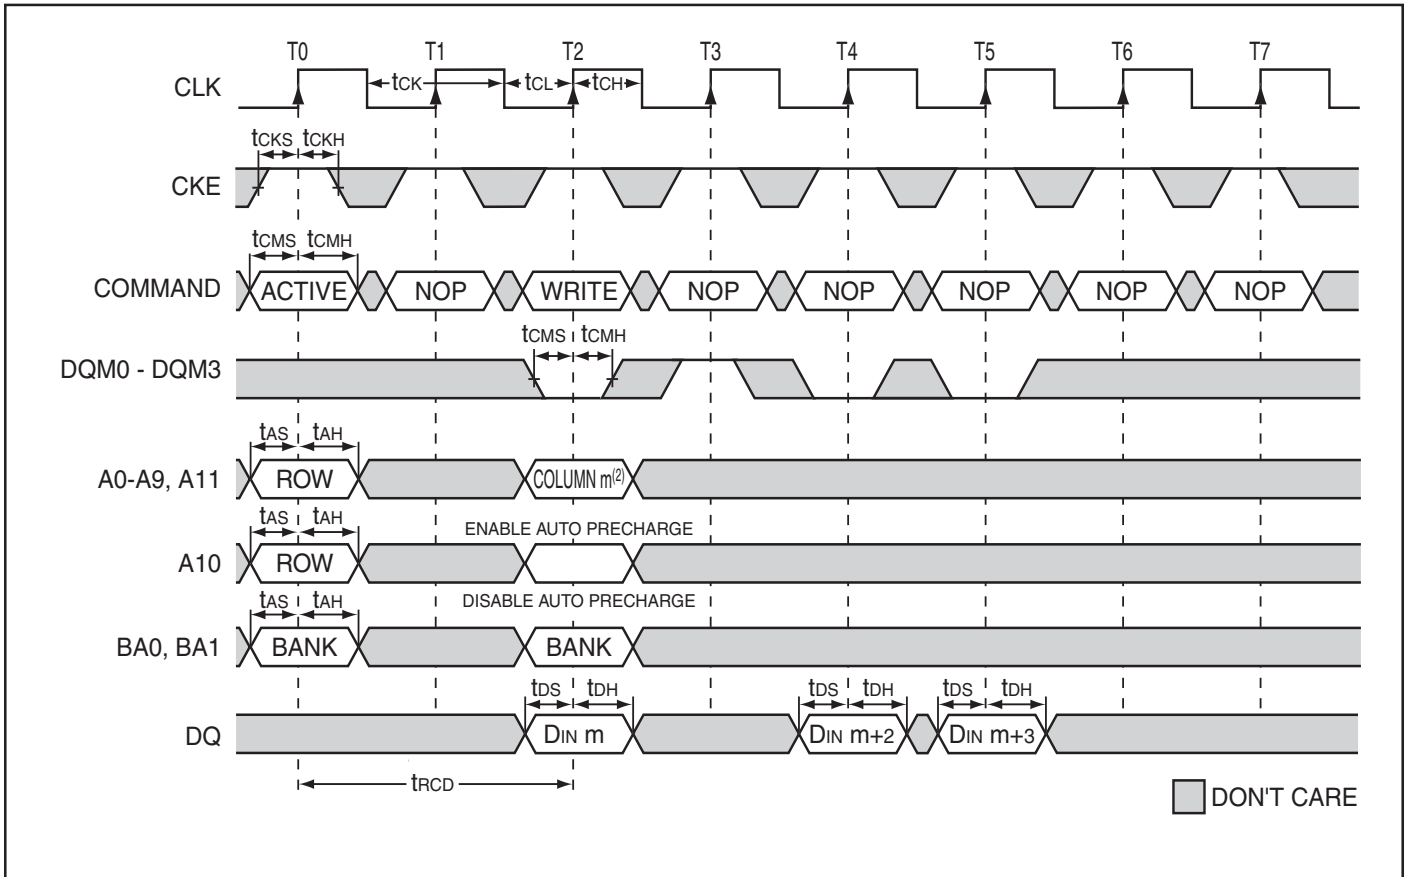 T0 T1 T2 T3 T4 T5 T6 T7
CLK tCK tCL tCH
tCKS tCKH
CKE
tCMS tCMH
COMMAND ACTIVE NOP WRITE NOP NOP NOP NOP NOP
tCMS tCMH
DQM0 - DQM3
tAS tAH
A0-A9, A11 ROW COLUMN m(2)
tAS tAH ENABLE AUTO PRECHARGE
A10 ROW
tAS tAH DISABLE AUTO PRECHARGE
BA0, BA1 BANK BANK
tDS tDH tDS tDH tDS tDH
DQ DIN m DIN m+2 DIN m+3
tRCD
DON'T CARE